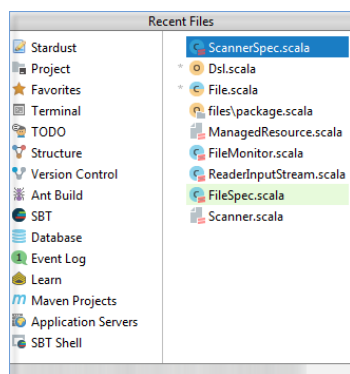 Recent Files
Stardust
Project
Favorites
Terminal
TODO
Structure
Version Control
Ant Build
SBT
Database
1 Event Log
Learn
m Maven Projects
Application Servers
SBT Shell
C ScannerSpec.scala
* O Dsl.scala
* C File.scala
files\package.scala
ManagedResource.scala
C FileMonitor.scala
C ReaderInputStream.scala
C FileSpec.scala
Scanner.scala